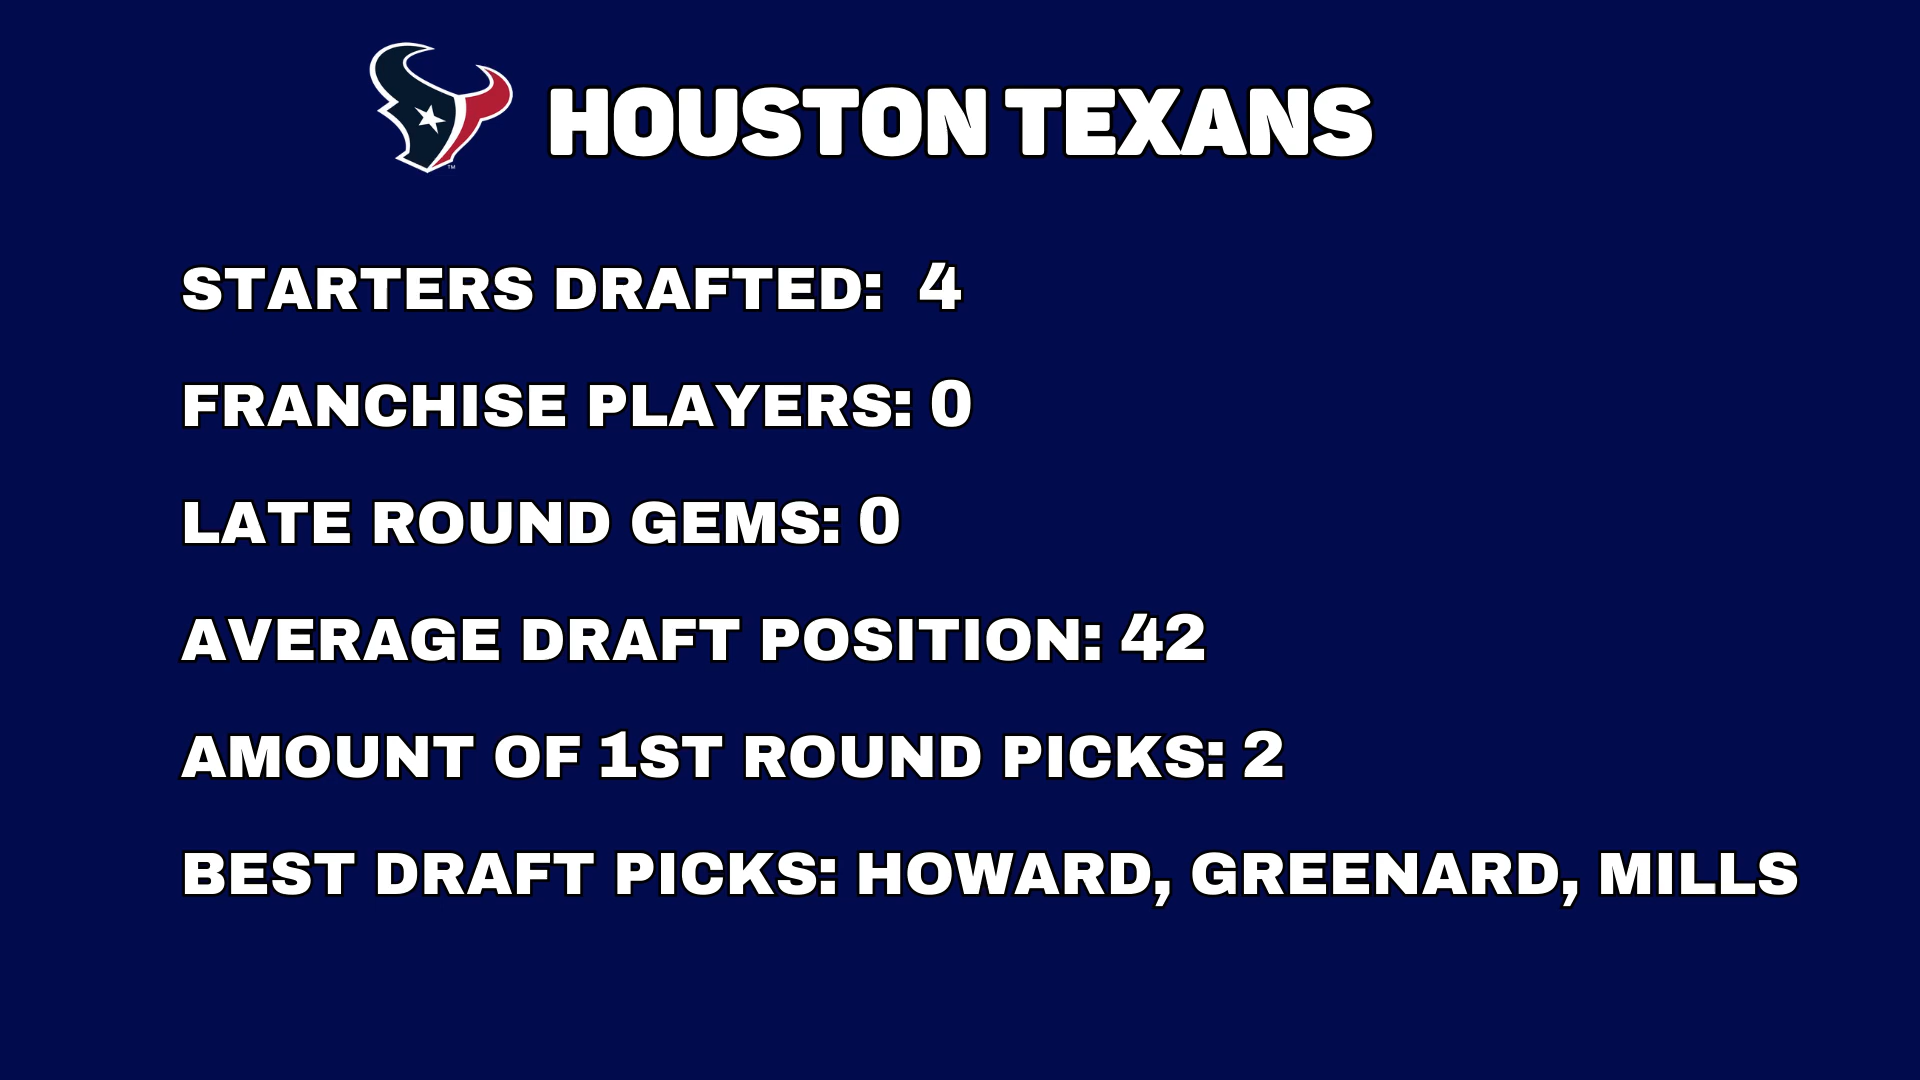 HOUSTON TEXANS
STARTERS DRAFTED: 4
FRANCHISE PLAYERS: 0
LATE ROUND GEMS: 0
AVERAGE DRAFT POSITION: 42
AMOUNT OF 1ST ROUND PICKS: 2
BEST DRAFT PICKS: HOWARD, GREENARD, MILLS